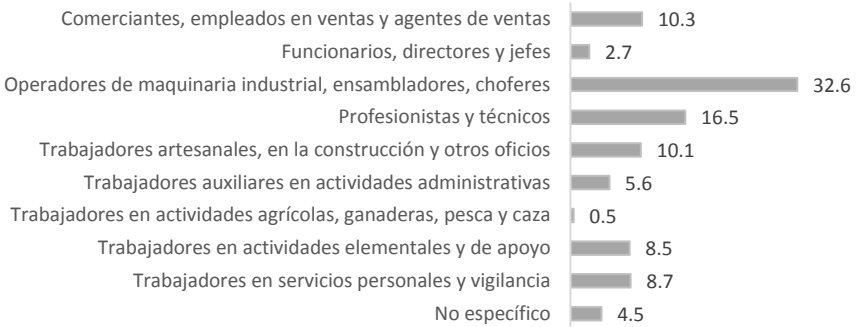 Comerciantes, empleados en ventas y agentes de ventas 10.3
Funcionarios, directores y jefes 2.7
Operadores de maquinaria industrial, ensambladores, choferes 32.6
Profesionistas y técnicos 16.5
Trabajadores artesanales, en la construcción y otros oficios 10.1
Trabajadores auxiliares en actividades administrativas 5.6
Trabajadores en actividades agrícolas, ganaderas, pesca y caza 0.5
Trabajadores en actividades elementales y de apoyo 8.5
Trabajadores en servicios personales y vigilancia 8.7
No específico 4.5